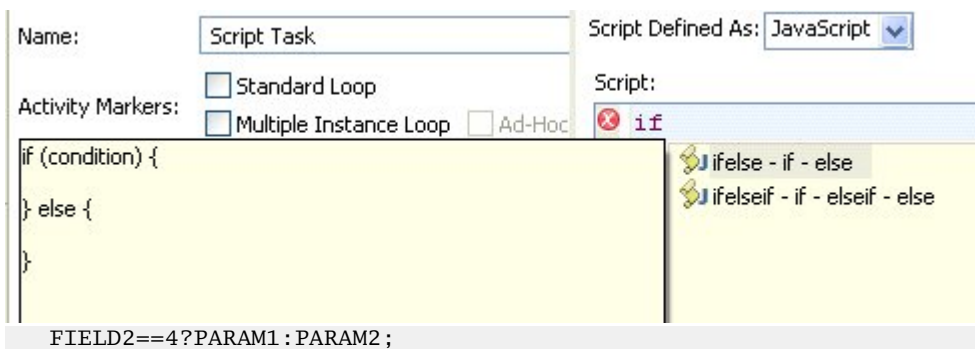 Name: Script Task
Script Defined As: JavaScript
Activity Markers:
Standard Loop
Multiple Instance Loop Ad-Hoc
Script:
if
if (condition) {
} else {
}
ifelse - if - else
ifelseif - if - elseif - else
FIELD2==4?PARAM1:PARAM2;